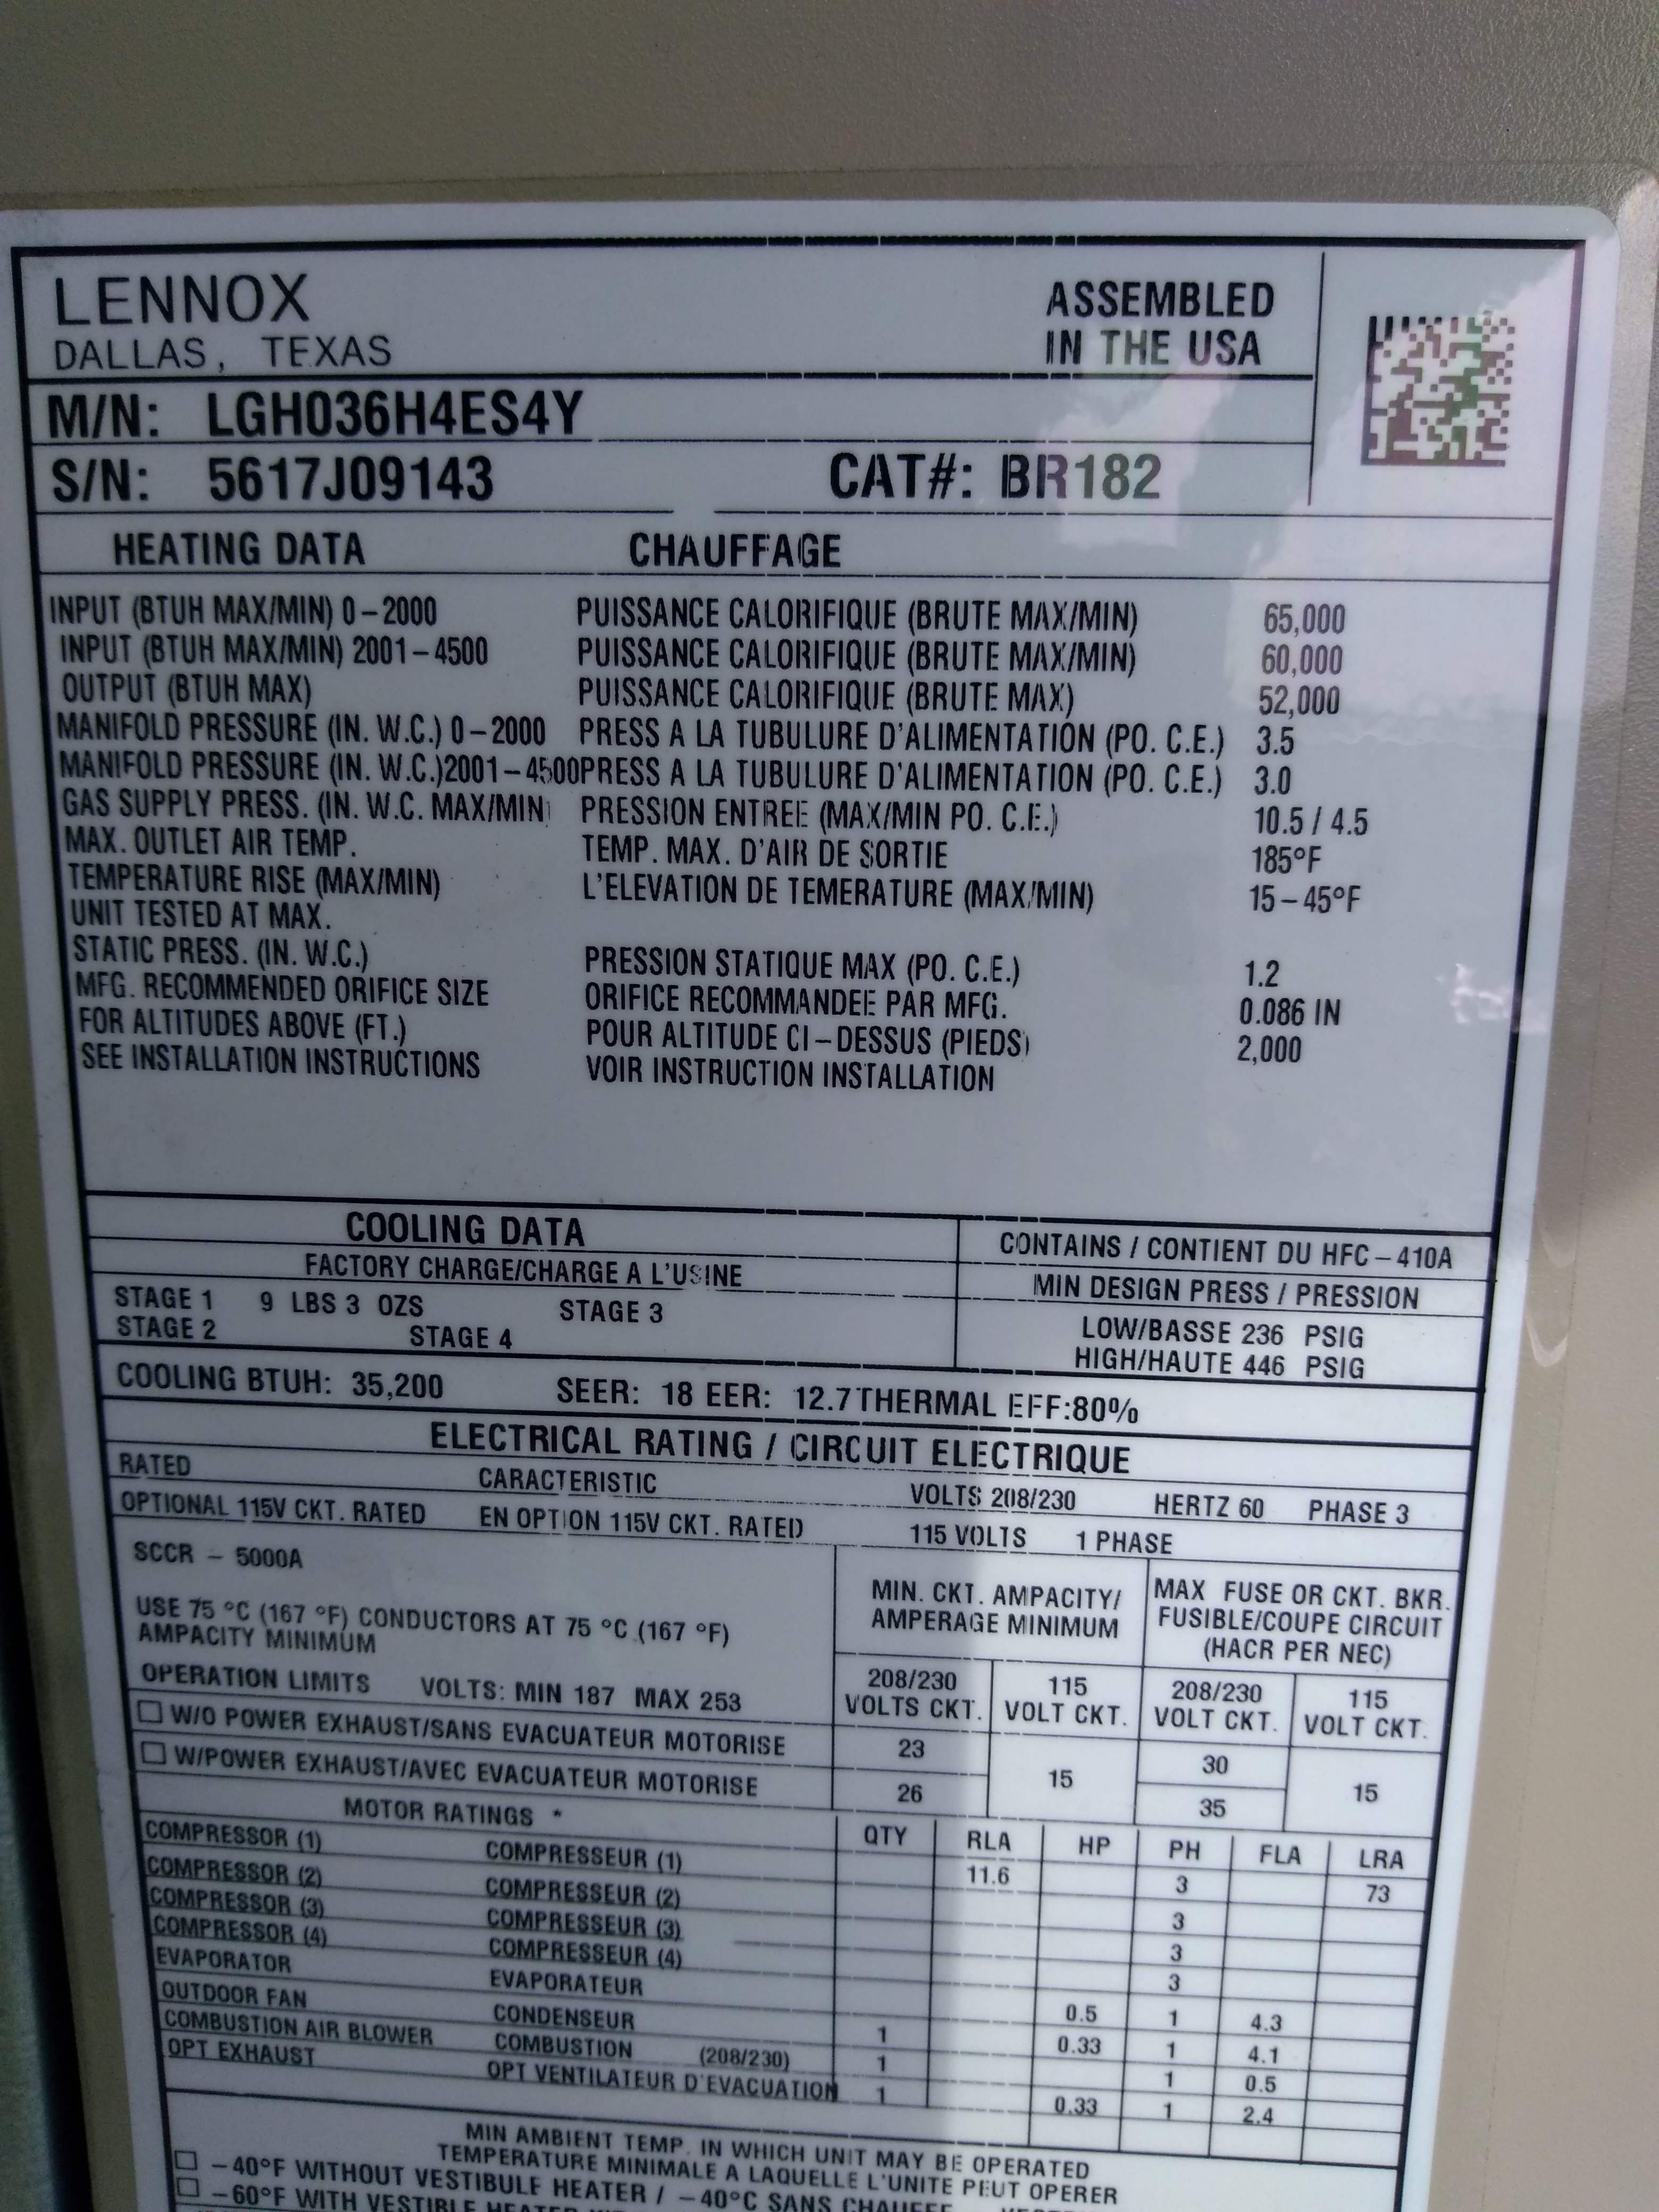 LENNOX
DALLAS, TEXAS
ASSEMBLED
IN THE USA
M/N: LGH036H4ES4Y
S/N: 5617J09143 CAT#: BR182
HEATING DATA CHAUFFAGE
INPUT (BTUH MAX/MIN) 0-2000 PUISSANCE CALORIFIQUE (BRUTE MAX/MIN) 65,000
INPUT (BTUH MAX/MIN) 2001-4500 PUISSANCE CALORIFIQUE (BRUTE MAX/MIN) 60,000
OUTPUT (BTUH MAX) PUISSANCE CALORIFIQUE (BRUTE MAX) 52,000
MANIFOLD PRESSURE (IN. W.C.) 0-2000 PRESS A LA TUBULURE D'ALIMENTATION (PO. C.E.) 3.5
MANIFOLD PRESSURE (IN. W.C.)2001-4500PRESS A LA TUBULURE D'ALIMENTATION (PO. C.E.) 3.0
GAS SUPPLY PRESS. (IN. W.C. MAX/MIN) PRESSION ENTREE (MAX/MIN PO. C.E.) 10.5 / 4.5
MAX. OUTLET AIR TEMP. TEMP. MAX. D'AIR DE SORTIE 185°F
TEMPERATURE RISE (MAX/MIN) L'ELEVATION DE TEMERATURE (MAX/MIN) 15-45°F
UNIT TESTED AT MAX.
STATIC PRESS. (IN. W.C.) PRESSION STATIQUE MAX (PO. C.E.) 1.2
MFG. RECOMMENDED ORIFICE SIZE ORIFICE RECOMMANDEE PAR MFG. 0.086 IN
FOR ALTITUDES ABOVE (FT.) POUR ALTITUDE CI-DESSUS (PIEDS) 2,000
SEE INSTALLATION INSTRUCTIONS VOIR INSTRUCTION INSTALLATION
COOLING DATA
FACTORY CHARGE/CHARGE A L'USINE
STAGE 1 9 LBS 3 OZS STAGE 3
STAGE 2 STAGE 4
CONTAINS / CONTIENT DU HFC-410A
MIN DESIGN PRESS / PRESSION
LOW/BASSE 236 PSIG
HIGH/HAUTE 446 PSIG
COOLING BTUH: 35,200 SEER: 18 EER: 12.7 THERMAL EFF:80%
ELECTRICAL RATING / CIRCUIT ELECTRIQUE
RATED CARACTERISTIC VOLTS 208/230 HERTZ 60 PHASE 3
OPTIONAL 115V CKT. RATED EN OPTION 115V CKT. RATED 115 VOLTS 1 PHASE
SCCR - 5000A
USE 75 °C (167 °F) CONDUCTORS AT 75 °C (167 °F)
AMPACITY MINIMUM
OPERATION LIMITS VOLTS: MIN 187 MAX 253
MIN. CKT. AMPACITY/
AMPERAGE MINIMUM
MAX FUSE OR CKT. BKR.
FUSIBLE/COUPE CIRCUIT
(HACR PER NEC)
208/230 115 208/230 115
VOLTS CKT. VOLT CKT. VOLT CKT. VOLT CKT.
W/O POWER EXHAUST/SANS EVACUATEUR MOTORISE 23 15 30 15
W/POWER EXHAUST/AVEC EVACUATEUR MOTORISE 26 35
MOTOR RATINGS * QTY RLA HP PH FLA LRA
COMPRESSOR (1) COMPRESSEUR (1) 11.6 3 73
COMPRESSOR (2) COMPRESSEUR (2) 3
COMPRESSOR (3) COMPRESSEUR (3) 3
COMPRESSOR (4) COMPRESSEUR (4) 3
EVAPORATOR EVAPORATEUR 0.5 1 4.3
OUTDOOR FAN CONDENSEUR 1 0.33 1 4.1
COMBUSTION AIR BLOWER COMBUSTION (208/230) 1 1 0.5
OPT EXHAUST OPT VENTILATEUR D'EVACUATION 1 0.33 1 2.4
MIN AMBIENT TEMP. IN WHICH UNIT MAY BE OPERATED
TEMPERATURE MINIMALE A LAQUELLE L'UNITE PEUT OPERER
-40°F WITHOUT VESTIBULE HEATER / -40°C SANS
-60°F WITH